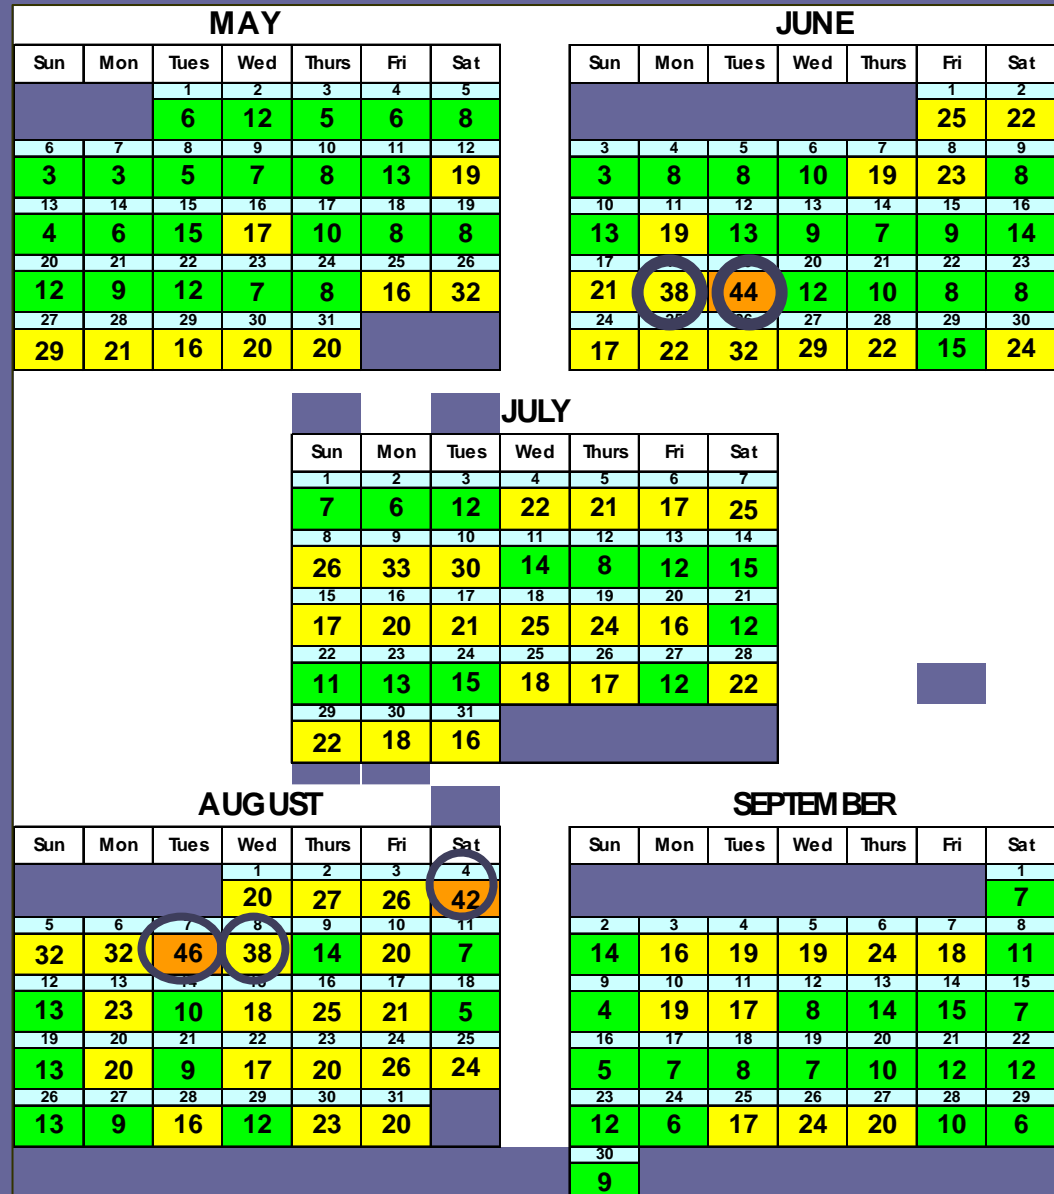 MAY
Sun Mon Tues Wed Thurs Fri Sat
1 2 3 4 5
6 12 5 6 8
6 7 8 9 10 11 12
3 3 5 7 8 13 19
13 14 15 16 17 18 19
4 6 15 17 10 8 8
20 21 22 23 24 25 26
12 9 12 7 8 16 32
27 28 29 30 31
29 21 16 20 20
JUNE
Sun Mon Tues Wed Thurs Fri Sat
1 2
25 22
3 4 5 6 7 8 9
3 8 8 10 19 23 8
10 11 12 13 14 15 16
13 19 13 9 7 9 14
17 20 21 22 23
21 38 44 12 10 8 8
24 25 26 27 28 29 30
17 22 32 29 22 15 24
JULY
Sun Mon Tues Wed Thurs Fri Sat
1 2 3 4 5 6 7
7 6 12 22 21 17 25
8 9 10 11 12 13 14
26 33 30 14 8 12 15
15 16 17 18 19 20 21
17 20 21 25 24 16 12
22 23 24 25 26 27 28
11 13 15 18 17 12 22
29 30 31
22 18 16
AUGUST
Sun Mon Tues Wed Thurs Fri Sat
1 2 3 4
20 27 26 42
5 6 7 8 9 10 11
32 32 46 38 14 20 7
12 13 14 15 16 17 18
13 23 10 18 25 21 5
19 20 21 22 23 24 25
13 20 9 17 20 26 24
26 27 28 29 30 31
13 9 16 12 23 20
SEPTEMBER
Sun Mon Tues Wed Thurs Fri Sat
1
7
2 3 4 5 6 7 8
14 16 19 19 24 18 11
9 10 11 12 13 14 15
4 19 17 8 14 15 7
16 17 18 19 20 21 22
5 7 8 7 10 12 12
23 24 25 26 27 28 29
12 6 17 24 20 10 6
30
9